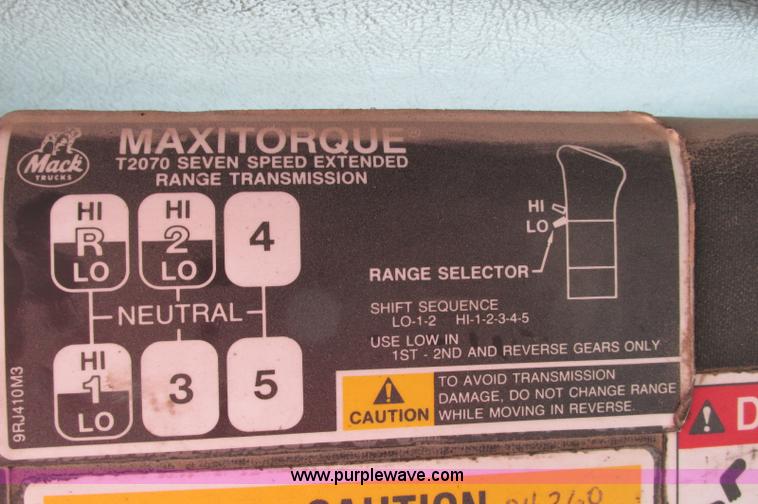 Mack
TRUCKS
MAXITORQUE
T2070 SEVEN SPEED EXTENDED
RANGE TRANSMISSION
HI
R
LO
HI
2
LO
4
NEUTRAL
HI
1
LO
3
5
HI
LO
RANGE SELECTOR
SHIFT SEQUENCE
LO-1-2 HI-1-2-3-4-5
USE LOW IN
1ST - 2ND AND REVERSE GEARS ONLY
CAUTION
TO AVOID TRANSMISSION
DAMAGE, DO NOT CHANGE RANGE
WHILE MOVING IN REVERSE.
9RJ410M3
D
www.purplewave.com
CAUTION